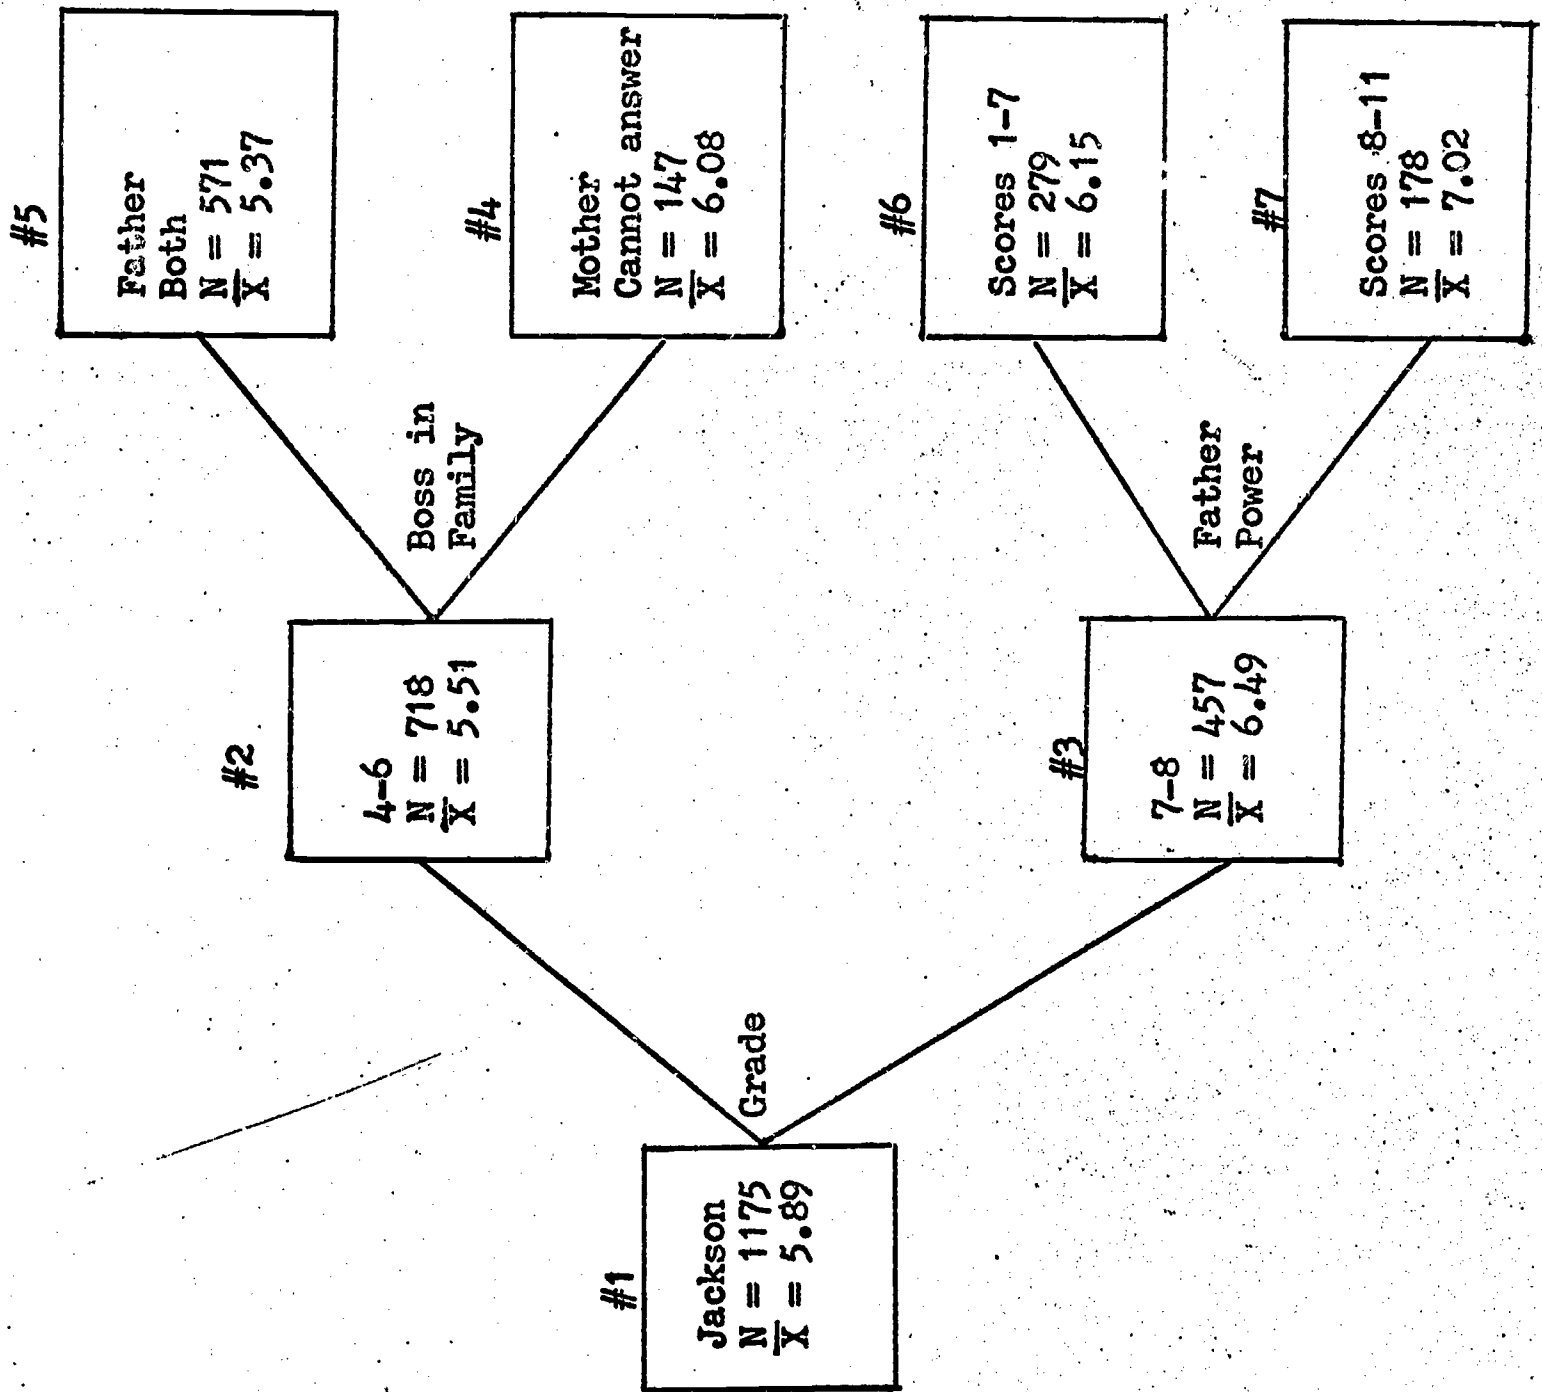 #1
Jackson
N = 1175
X̅ = 5.89
Grade
#2
4-6
N = 718
X̅ = 5.51
#3
7-8
N = 457
X̅ = 6.49
Boss in
Family
Father
Power
#5
Father
Both
N = 571
X̅ = 5.37
#4
Mother
Cannot answer
N = 147
X̅ = 6.08
#6
Scores 1-7
N = 279
X̅ = 6.15
#7
Scores 8-11
N = 178
X̅ = 7.02